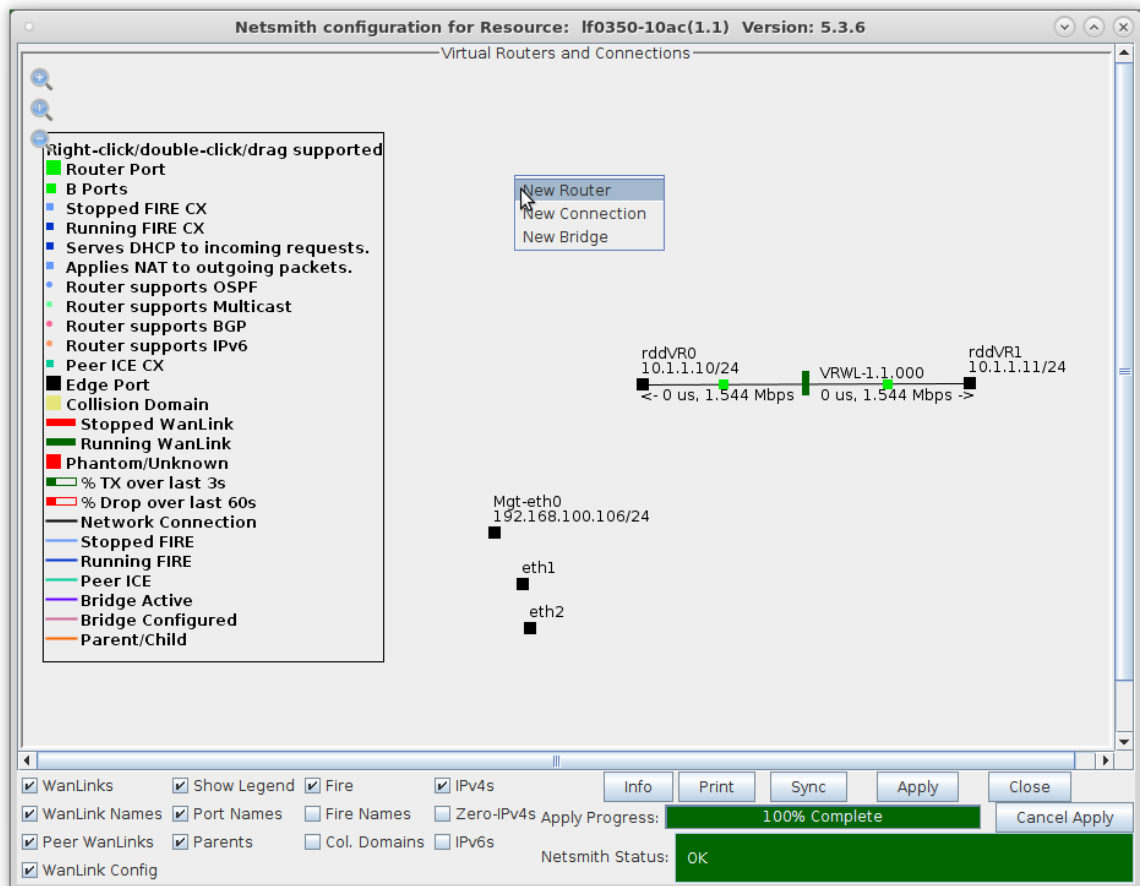 Netsmith configuration for Resource:  lf0350-10ac(1.1)  Version: 5.3.6
Virtual Routers and Connections
Right-click/double-click/drag supported
Router Port
B Ports
Stopped FIRE CX
Running FIRE CX
Serves DHCP to incoming requests.
Applies NAT to outgoing packets.
Router supports OSPF
Router supports Multicast
Router supports BGP
Router supports IPv6
Peer ICE CX
Edge Port
Collision Domain
Stopped WanLink
Running WanLink
Phantom/Unknown
% TX over last 3s
% Drop over last 60s
Network Connection
Stopped FIRE
Running FIRE
Peer ICE
Bridge Active
Bridge Configured
Parent/Child
New Router
New Connection
New Bridge
rddVR0
10.1.1.10/24
VRWL-1.1.000
rddVR1
10.1.1.11/24
<- 0 us, 1.544 Mbps
0 us, 1.544 Mbps ->
Mgt-eth0
192.168.100.106/24
eth1
eth2
WanLinks
Show Legend
Fire
IPv4s
Info
Print
Sync
Apply
Close
WanLink Names
Port Names
Fire Names
Zero-IPv4s
Apply Progress:
100% Complete
Cancel Apply
Peer WanLinks
Parents
Col. Domains
IPv6s
Netsmith Status:
OK
WanLink Config